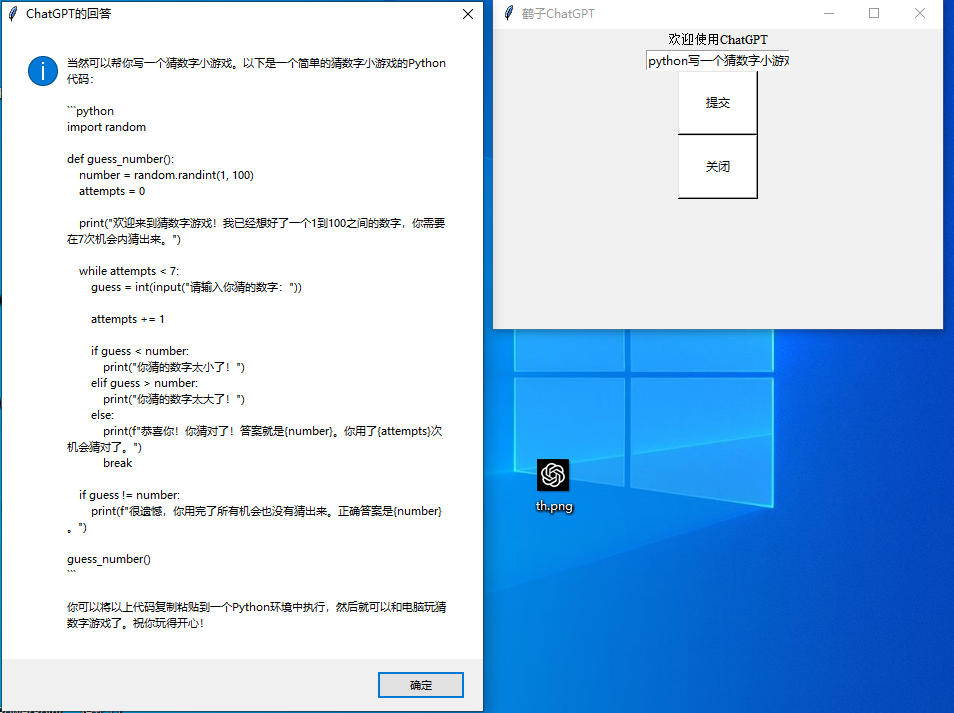 ChatGPT的回答
当然可以帮你写一个猜数字小游戏。以下是一个简单的猜数字小游戏的Python
代码：
```python
import random
def guess_number():
    number = random.randint(1, 100)
    attempts = 0
    print("欢迎来到猜数字游戏！我已经想好了一个1到100之间的数字，你需要
在7次机会内猜出来。")
    while attempts < 7:
        guess = int(input("请输入你猜的数字："))
        attempts += 1
        if guess < number:
            print("你猜的数字太小了！")
        elif guess > number:
            print("你猜的数字太大了！")
        else:
            print(f"恭喜你！你猜对了！答案就是{number}。你用了{attempts}次
机会猜对了。")
            break
    if guess != number:
        print(f"很遗憾，你用完了所有机会也没有猜出来。正确答案是{number}
。")
guess_number()
```
你可以将以上代码复制粘贴到一个Python环境中执行，然后就可以和电脑玩猜
数字游戏了。祝你玩得开心！
确定
鹤子ChatGPT
欢迎使用ChatGPT
python写一个猜数字小游戏
提交
关闭
th.png